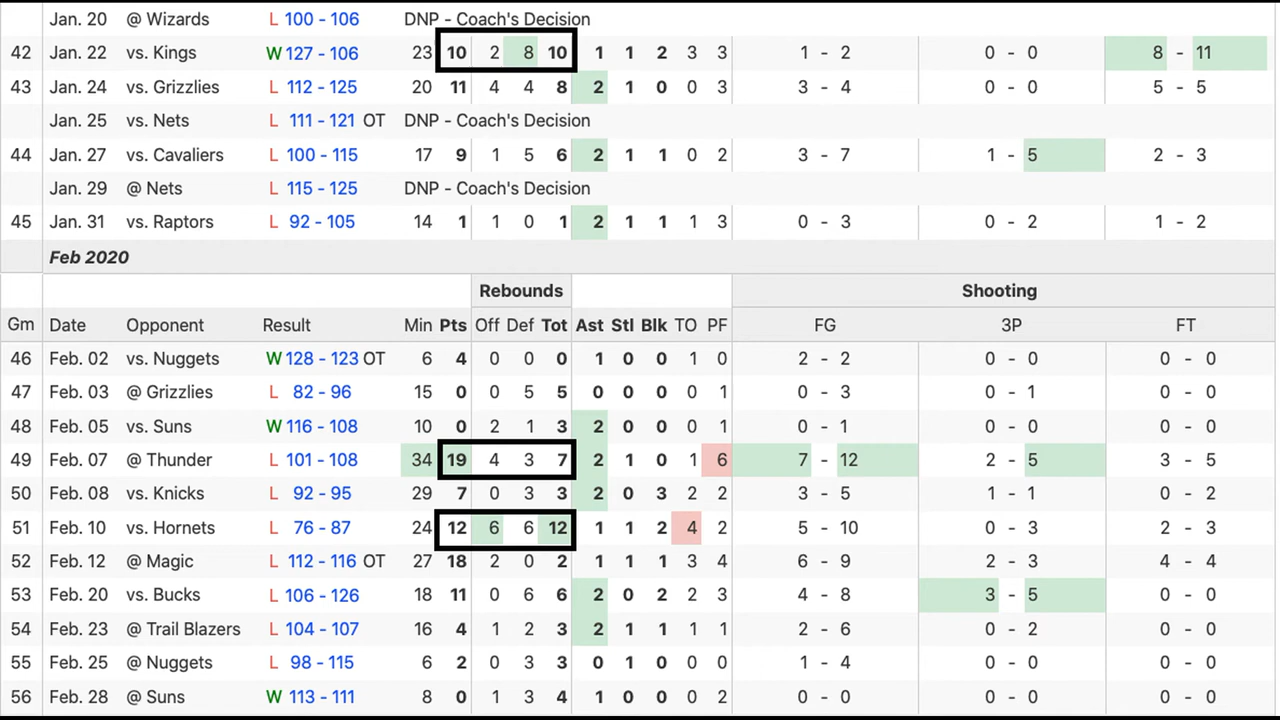 Jan. 20 @ Wizards L 100 - 106 DNP - Coach's Decision
42 Jan. 22 vs. Kings W 127 - 106 23 10 2 8 10 1 1 2 3 3 1 - 2 0 - 0 8 - 11
43 Jan. 24 vs. Grizzlies L 112 - 125 20 11 4 4 8 2 1 0 0 3 3 - 4 0 - 0 5 - 5
Jan. 25 vs. Nets L 111 - 121 OT DNP - Coach's Decision
44 Jan. 27 vs. Cavaliers L 100 - 115 17 9 1 5 6 2 1 1 0 2 3 - 7 1 - 5 2 - 3
Jan. 29 @ Nets L 115 - 125 DNP - Coach's Decision
45 Jan. 31 vs. Raptors L 92 - 105 14 1 1 0 1 2 1 1 1 3 0 - 3 0 - 2 1 - 2
Feb 2020
Rebounds Shooting
Gm Date Opponent Result Min Pts Off Def Tot Ast Stl Blk TO PF FG 3P FT
46 Feb. 02 vs. Nuggets W 128 - 123 OT 6 4 0 0 0 1 0 0 1 0 2 - 2 0 - 0 0 - 0
47 Feb. 03 @ Grizzlies L 82 - 96 15 0 0 5 5 0 0 0 0 1 0 - 3 0 - 1 0 - 0
48 Feb. 05 vs. Suns W 116 - 108 10 0 2 1 3 2 0 0 0 1 0 - 1 0 - 0 0 - 0
49 Feb. 07 @ Thunder L 101 - 108 34 19 4 3 7 2 1 0 1 6 7 - 12 2 - 5 3 - 5
50 Feb. 08 vs. Knicks L 92 - 95 29 7 0 3 3 2 0 3 2 2 3 - 5 1 - 1 0 - 2
51 Feb. 10 vs. Hornets L 76 - 87 24 12 6 6 12 1 1 2 4 2 5 - 10 0 - 3 2 - 3
52 Feb. 12 @ Magic L 112 - 116 OT 27 18 2 0 2 1 1 1 3 4 6 - 9 2 - 3 4 - 4
53 Feb. 20 vs. Bucks L 106 - 126 18 11 0 6 6 2 0 2 2 3 4 - 8 3 - 5 0 - 0
54 Feb. 23 @ Trail Blazers L 104 - 107 16 4 1 2 3 2 1 1 1 1 2 - 6 0 - 2 0 - 0
55 Feb. 25 @ Nuggets L 98 - 115 6 2 0 3 3 0 1 0 0 0 1 - 4 0 - 0 0 - 0
56 Feb. 28 @ Suns W 113 - 111 8 0 1 3 4 1 0 0 0 2 0 - 0 0 - 0 0 - 0